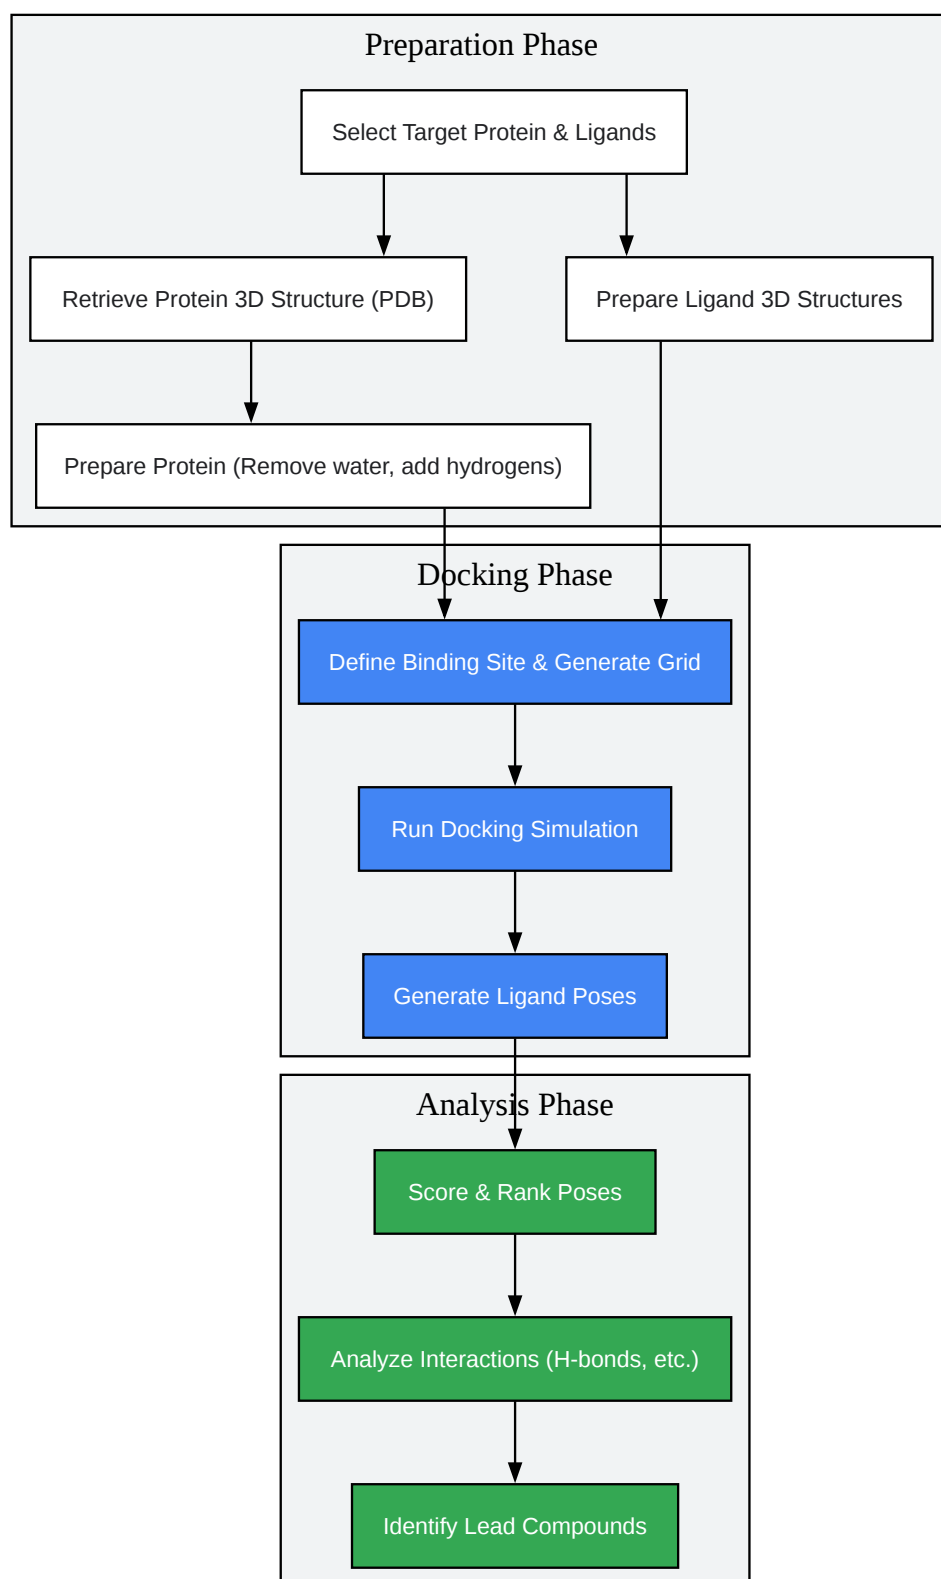 Preparation Phase
Select Target Protein & Ligands
Retrieve Protein 3D Structure (PDB)
Prepare Ligand 3D Structures
Prepare Protein (Remove water, add hydrogens)
Docking Phase
Define Binding Site & Generate Grid
Run Docking Simulation
Generate Ligand Poses
Analysis Phase
Score & Rank Poses
Analyze Interactions (H-bonds, etc.)
Identify Lead Compounds